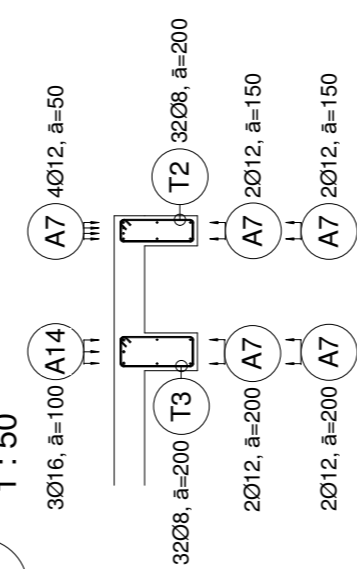 1 : 50
3Ø16, ā=100
A14
A7
4Ø12, ā=50
32Ø8, ā=200
T3
T2
32Ø8, ā=200
2Ø12, ā=200
A7
A7
2Ø12, ā=150
2Ø12, ā=200
A7
A7
2Ø12, ā=150